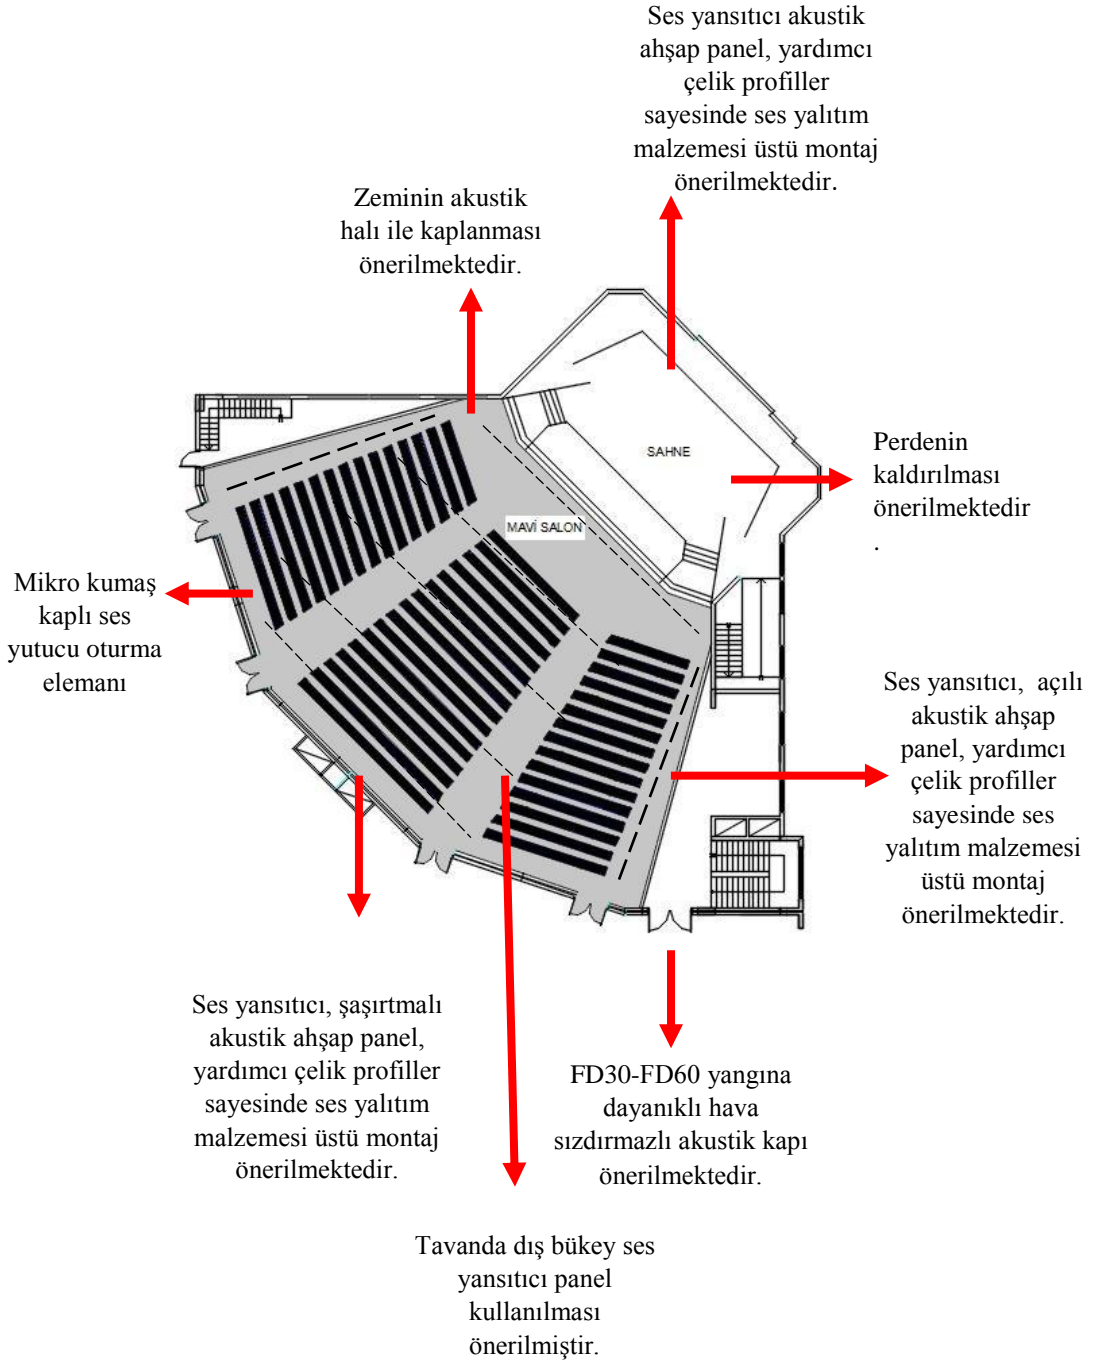 Ses yansıtıcı akustik
ahşap panel, yardımcı
çelik profiller
sayesinde ses yalıtım
malzemesi üstü montaj
önerilmektedir.
Zeminin akustik
halı ile kaplanması
önerilmektedir.
SAHNE
Perdenin
kaldırılması
önerilmektedir
.
MAVİ SALON
Mikro kumaş
kaplı ses
yutucu oturma
elemanı
Ses yansıtıcı, açılı
akustik ahşap
panel, yardımcı
çelik profiller
sayesinde ses
yalıtım malzemesi
üstü montaj
önerilmektedir.
Ses yansıtıcı, şaşırtmalı
akustik ahşap panel,
yardımcı çelik profiller
sayesinde ses yalıtım
malzemesi üstü montaj
önerilmektedir.
FD30-FD60 yangına
dayanıklı hava
sızdırmazlı akustik kapı
önerilmektedir.
Tavanda dış bükey ses
yansıtıcı panel
kullanılması
önerilmiştir.